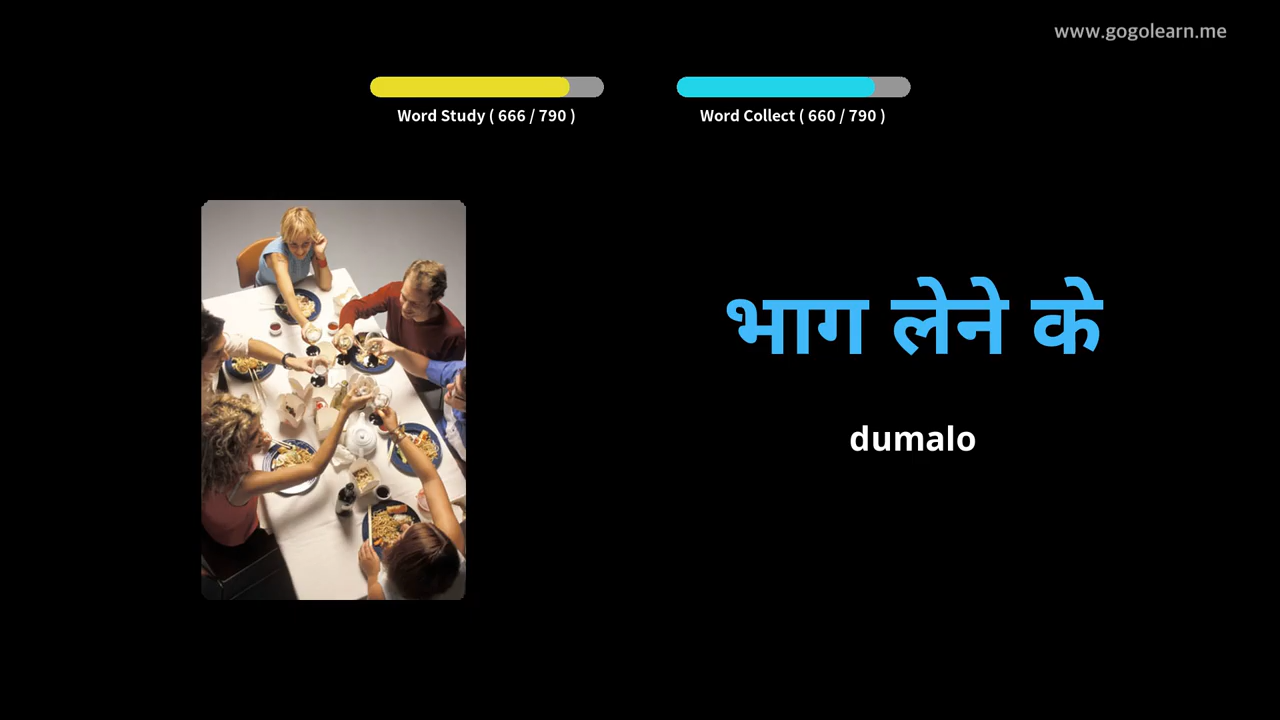 www.gogolearn.me
Word Study ( 666 / 790 )
Word Collect ( 660 / 790 )
भाग लेने के
dumalo